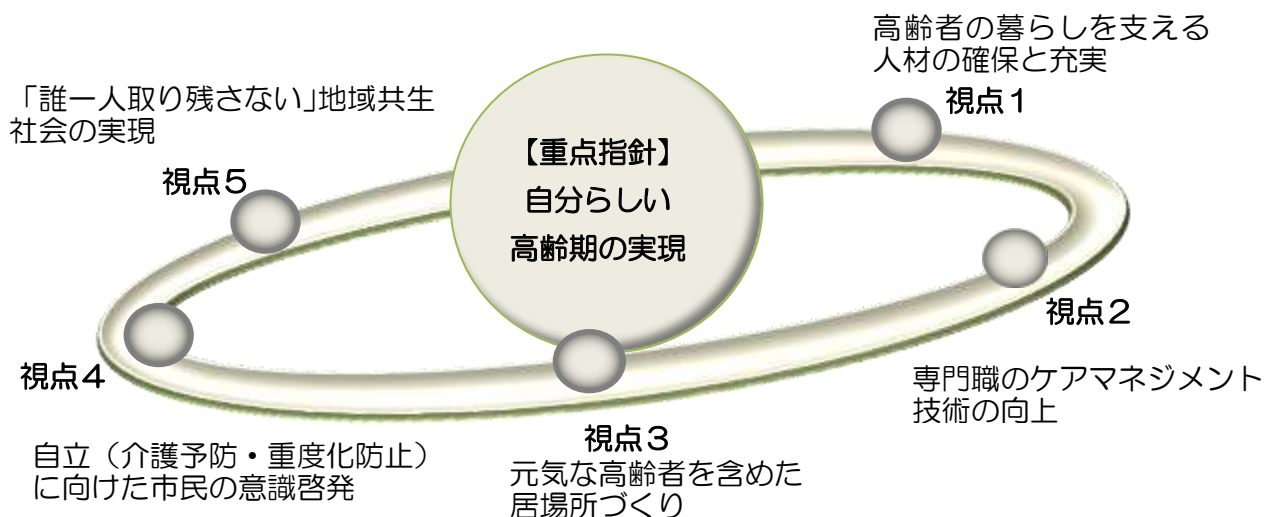 高齢者の暮らしを支える
人材の確保と充実
視点１
「誰一人取り残さない」地域共生
社会の実現
視点５
【重点指針】
自分らしい
高齢期の実現
視点２
専門職のケアマネジメント
技術の向上
視点４
自立（介護予防・重度化防止）
に向けた市民の意識啓発
視点３
元気な高齢者を含めた
居場所づくり